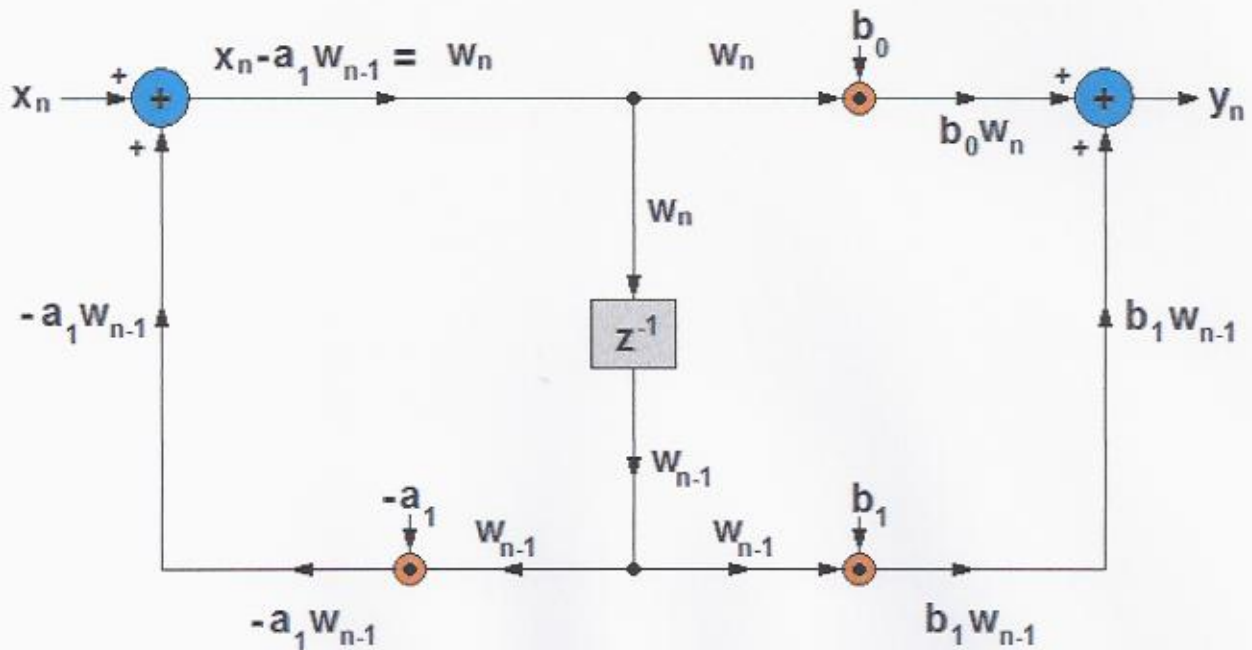 xₙ + + xₙ-a₁wₙ₋₁ = wₙ wₙ b₀ b₀wₙ + + yₙ
+ +
wₙ
-a₁wₙ₋₁ z⁻¹ b₁wₙ₋₁
wₙ₋₁
-a₁ wₙ₋₁ wₙ₋₁ b₁
-a₁wₙ₋₁ b₁wₙ₋₁